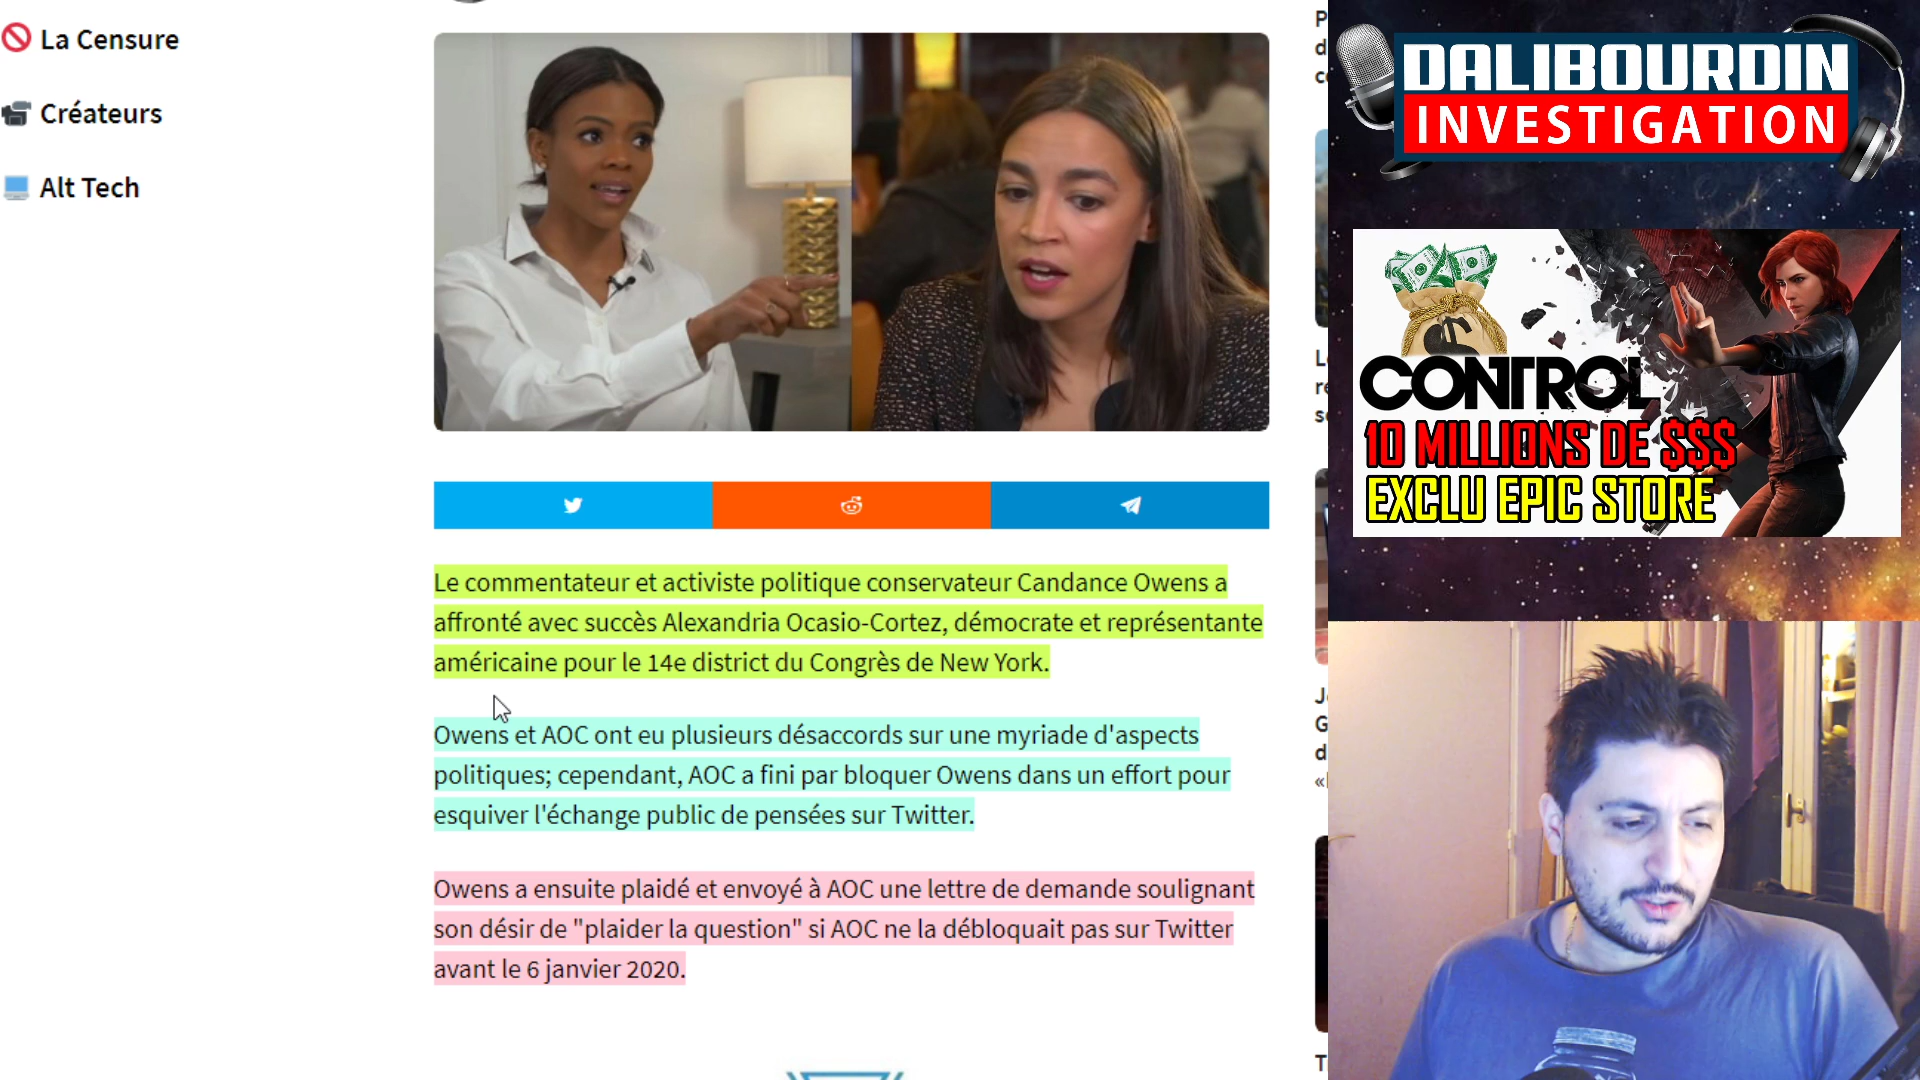 La Censure
Créateurs
Alt Tech
Le commentateur et activiste politique conservateur Candance Owens a
affronté avec succès Alexandria Ocasio-Cortez, démocrate et représentante
américaine pour le 14e district du Congrès de New York.
Owens et AOC ont eu plusieurs désaccords sur une myriade d'aspects
politiques; cependant, AOC a fini par bloquer Owens dans un effort pour
esquiver l'échange public de pensées sur Twitter.
Owens a ensuite plaidé et envoyé à AOC une lettre de demande soulignant
son désir de "plaider la question" si AOC ne la débloquait pas sur Twitter
avant le 6 janvier 2020.
DALIBOURDIN
INVESTIGATION
CONTROL
10 MILLIONS DE $$$
EXCLU EPIC STORE